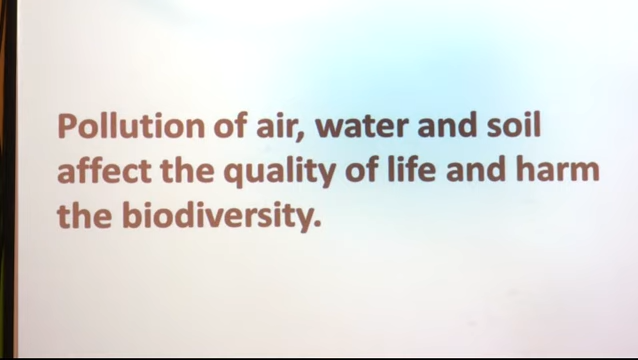 Pollution of air, water and soil
affect the quality of life and harm
the biodiversity.